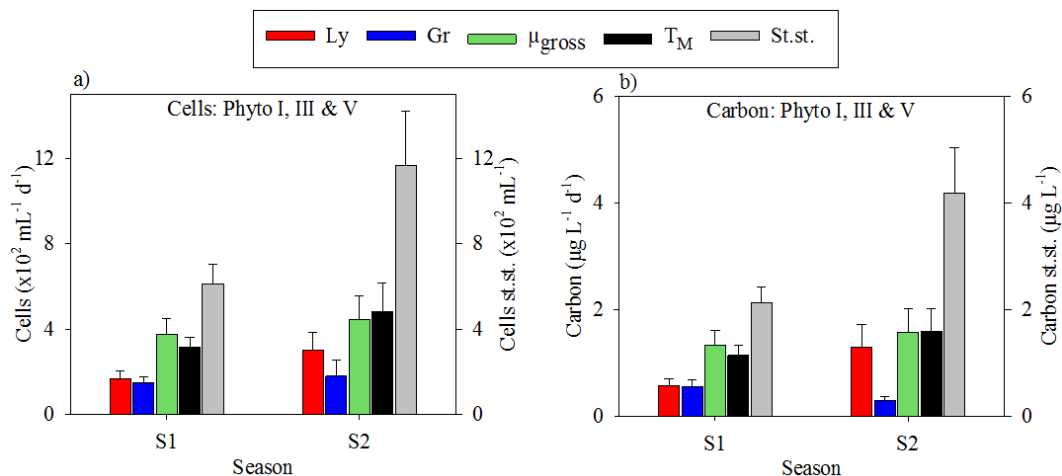 Ly Gr μgross TM St.st.
a)
Cells: Phyto I, III & V
Cells (x10² mL⁻¹ d⁻¹)
12
8
4
0
S1 S2
Season
12
8
4
0
Cells st.st. (x10² mL⁻¹)
b)
Carbon: Phyto I, III & V
Carbon (μg L⁻¹ d⁻¹)
6
4
2
0
S1 S2
Season
6
4
2
0
Carbon st.st. (μg L⁻¹)